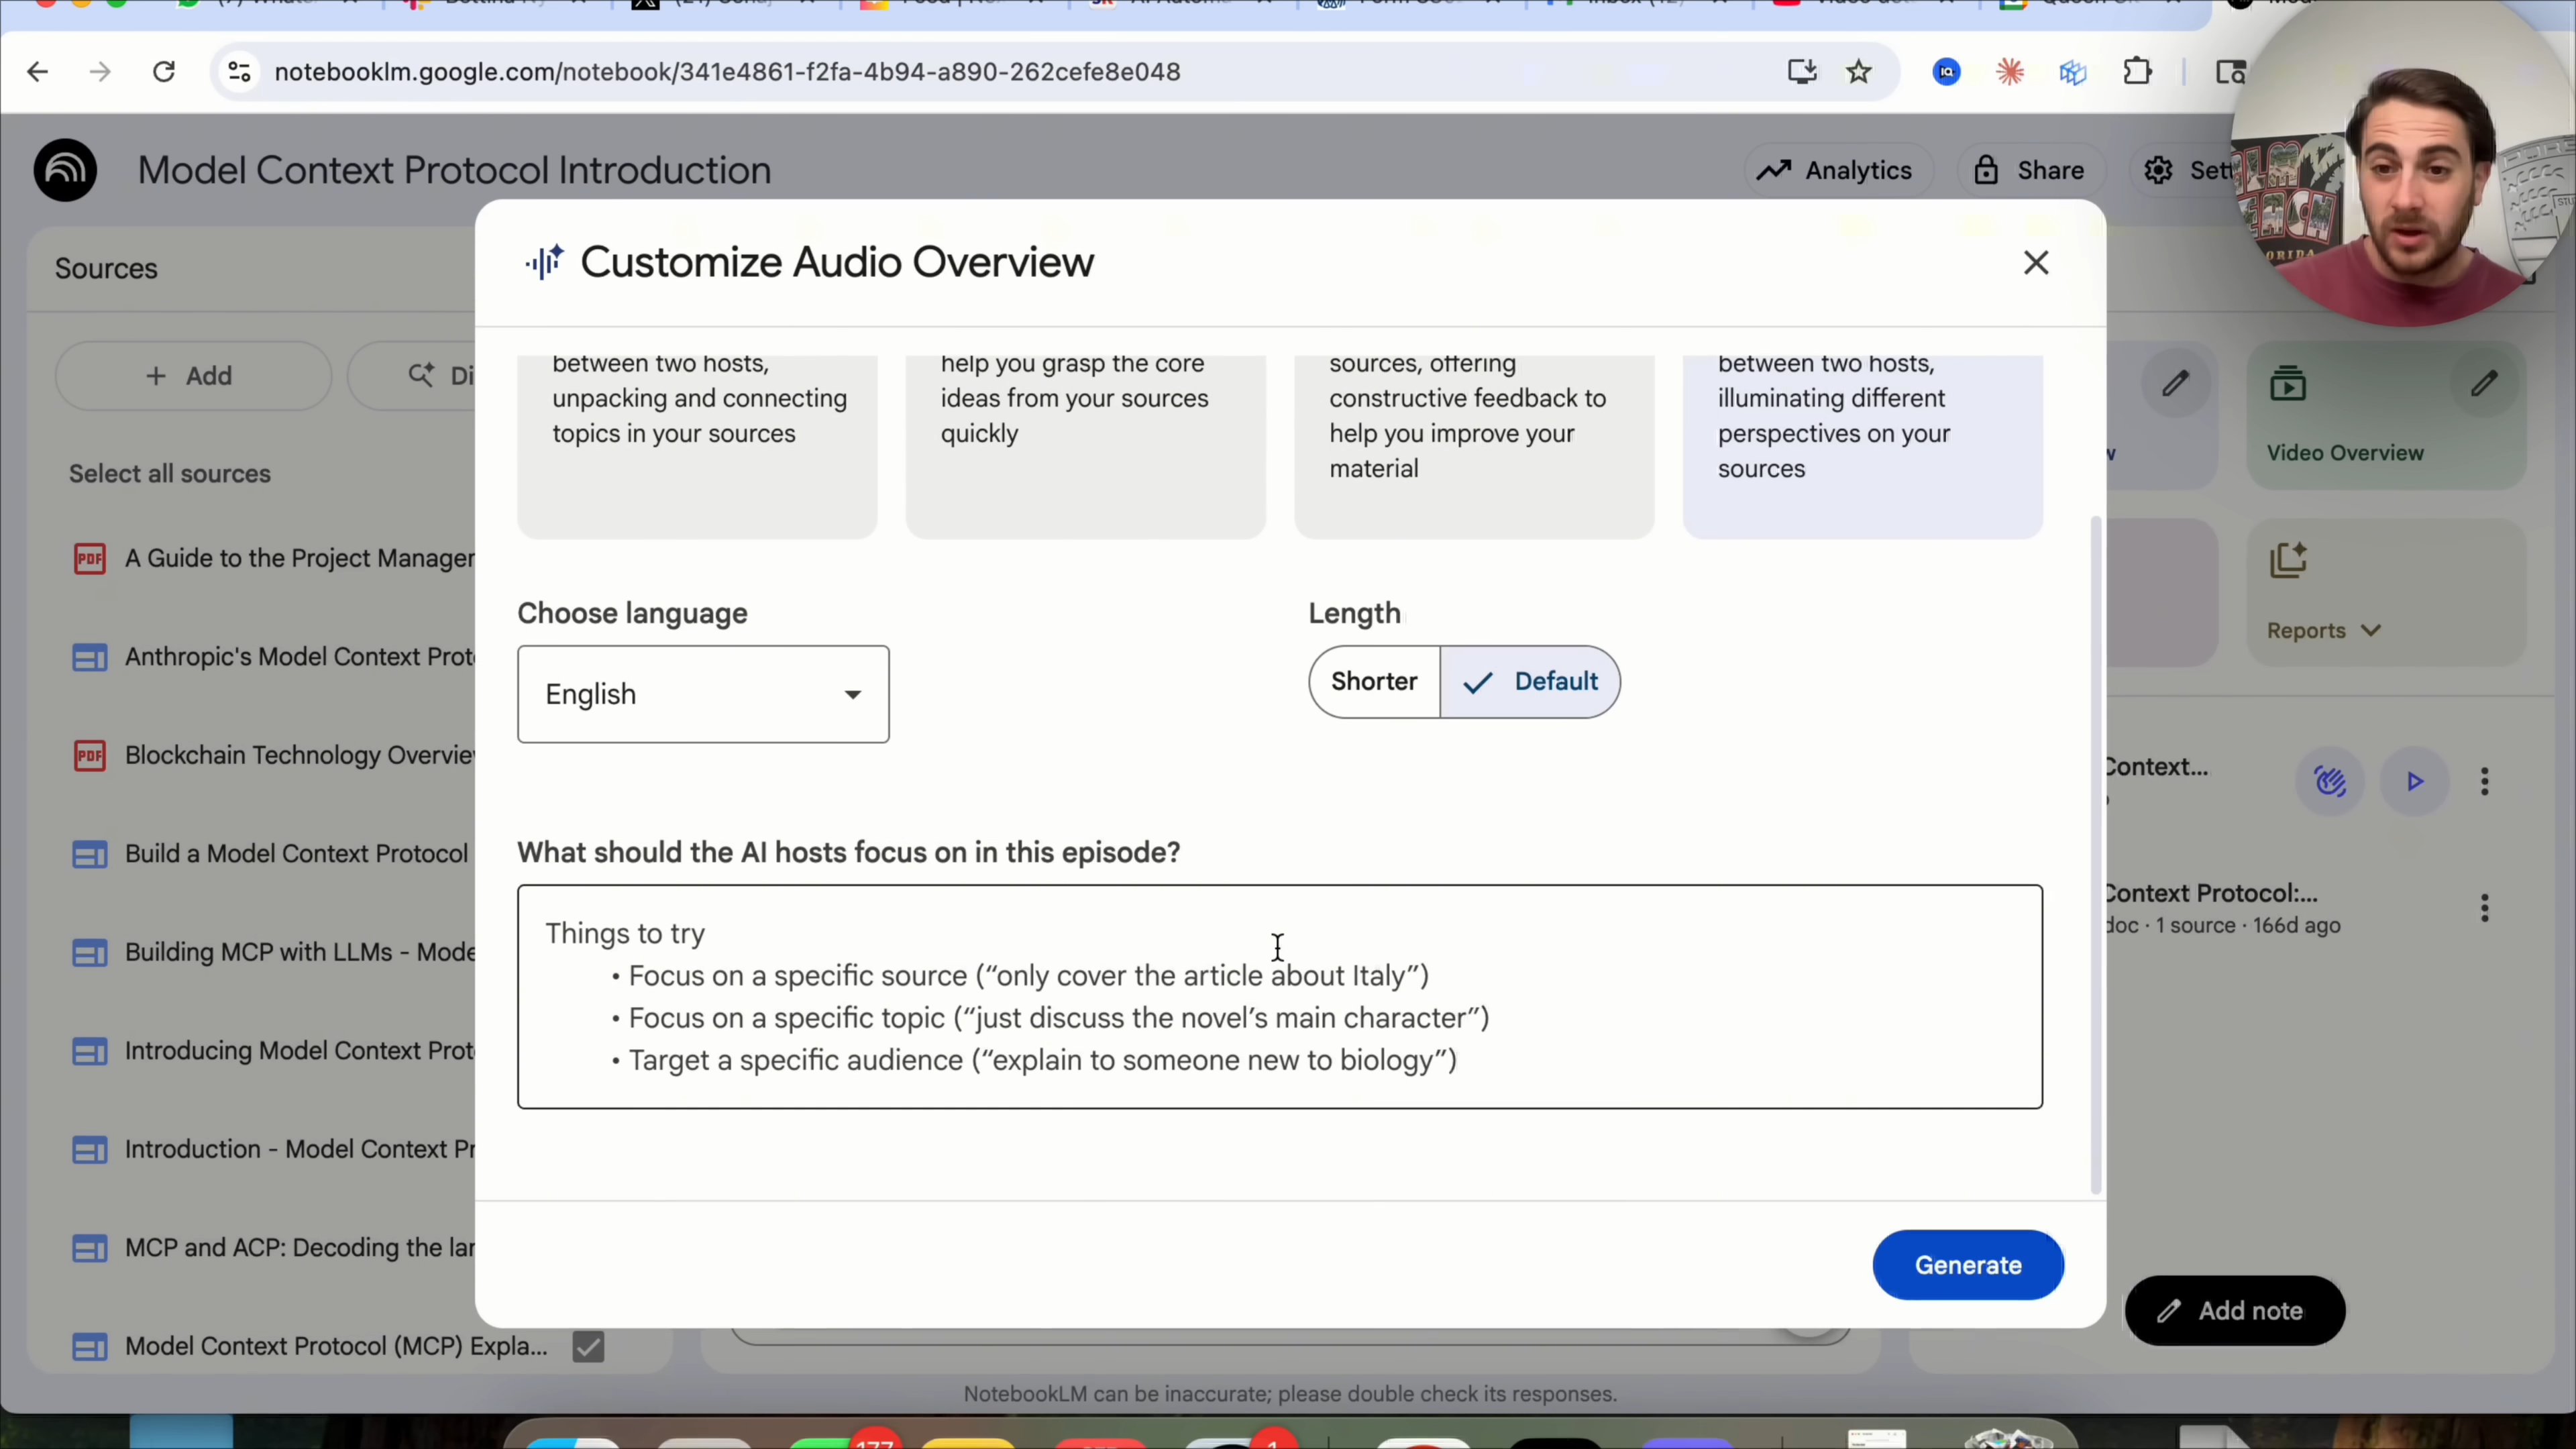 notebooklm.google.com/notebook/341e4861-f2fa-4b94-a890-262cefe8e048
Model Context Protocol Introduction
Analytics
Share
Sources
Add
Select all sources
PDF
A Guide to the Project Manager
Anthropic's Model Context
PDF
Blockchain Technology
Build a Model Context Protocol
Building MCP with LLMs -
Introducing Model Context
Introduction - Model Context
MCP and ACP: Decoding the
Model Context Protocol (MCP) Expla...
Customize Audio Overview
between two hosts,
unpacking and connecting
topics in your sources
help you grasp the core
ideas from your sources
quickly
sources, offering
constructive feedback to
help you improve your
material
between two hosts,
illuminating different
perspectives on your
sources
Choose language
English
Length
Shorter
Default
What should the AI hosts focus on in this episode?
Things to try
• Focus on a specific source (“only cover the article about Italy”)
• Focus on a specific topic (“just discuss the novel’s main character”)
• Target a specific audience (“explain to someone new to biology”)
Generate
Video Overview
Reports
Context...
Context Protocol:...
doc · 1 source · 166d ago
Add note
NotebookLM can be inaccurate; please double check its responses.
177
1